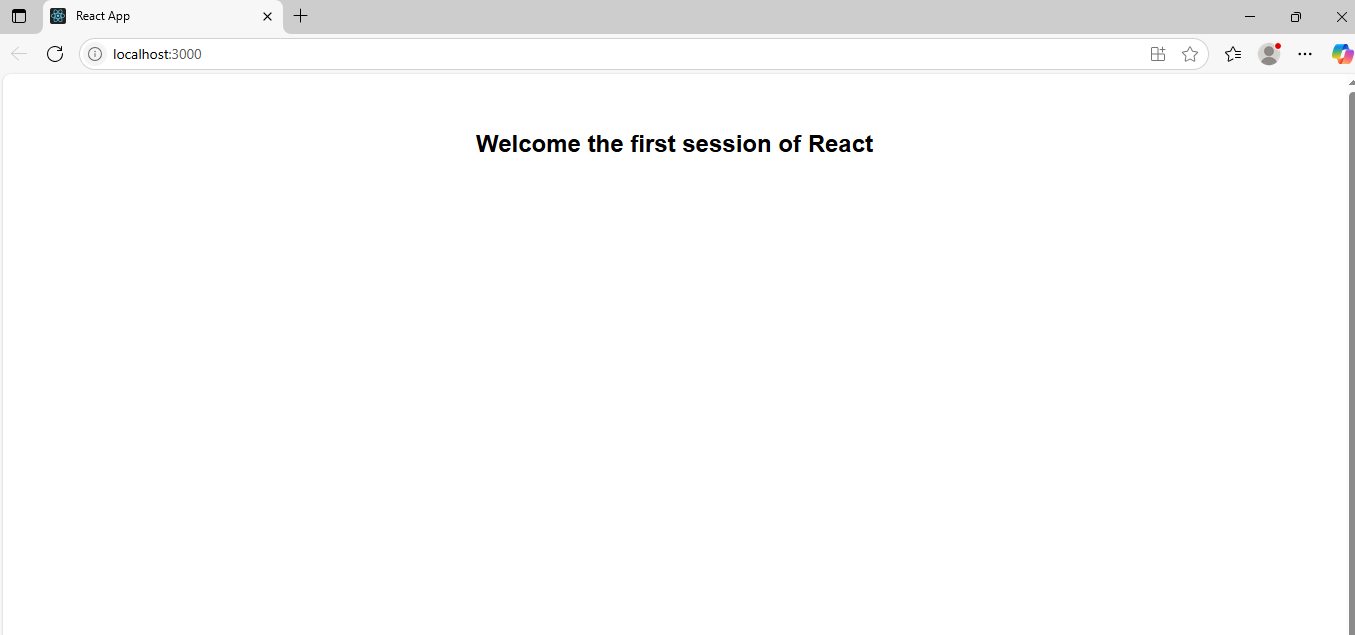 React App
localhost:3000
Welcome the first session of React